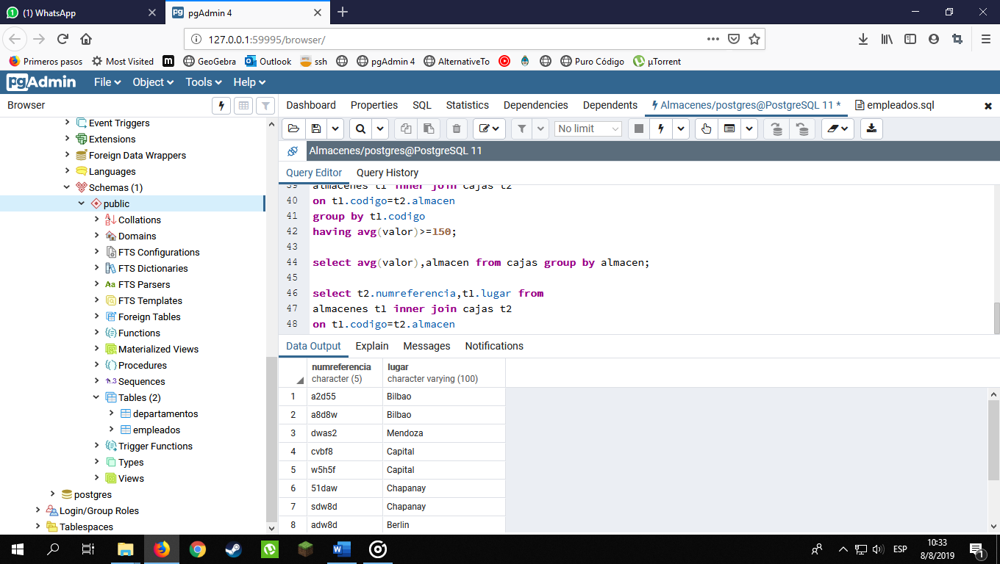 (1) WhatsApp
pgAdmin 4
127.0.0.1:59995/browser/
Primeros pasos
Most Visited
m
GeoGebra
Outlook
ssh
pgAdmin 4
AlternativeTo
Puro Código
µTorrent
pgAdmin
File
Object
Tools
Help
Browser
Dashboard
Properties
SQL
Statistics
Dependencies
Dependents
Almacenes/postgres@PostgreSQL 11 *
empleados.sql
No limit
Almacenes/postgres@PostgreSQL 11
Query Editor
Query History
Event Triggers
Extensions
Foreign Data Wrappers
Languages
Schemas (1)
public
Collations
Domains
FTS Configurations
FTS Dictionaries
FTS Parsers
FTS Templates
Foreign Tables
Functions
Materialized Views
Procedures
Sequences
Tables (2)
departamentos
empleados
Trigger Functions
Types
Views
postgres
Login/Group Roles
Tablespaces
39 almacenes t1 inner join cajas t2
40 on t1.codigo=t2.almacen
41 group by t1.codigo
42 having avg(valor)>=150;
43
44 select avg(valor),almacen from cajas group by almacen;
45
46 select t2.numreferencia,t1.lugar from
47 almacenes t1 inner join cajas t2
48 on t1.codigo=t2.almacen
Data Output
Explain
Messages
Notifications
numreferencia lugar
character (5) character varying (100)
1 a2d55 Bilbao
2 a8d8w Bilbao
3 dwas2 Mendoza
4 cvbf8 Capital
5 w5h5f Capital
6 51daw Chapanay
7 sdw8d Chapanay
8 adw8d Berlin
ESP
10:33
8/8/2019
1